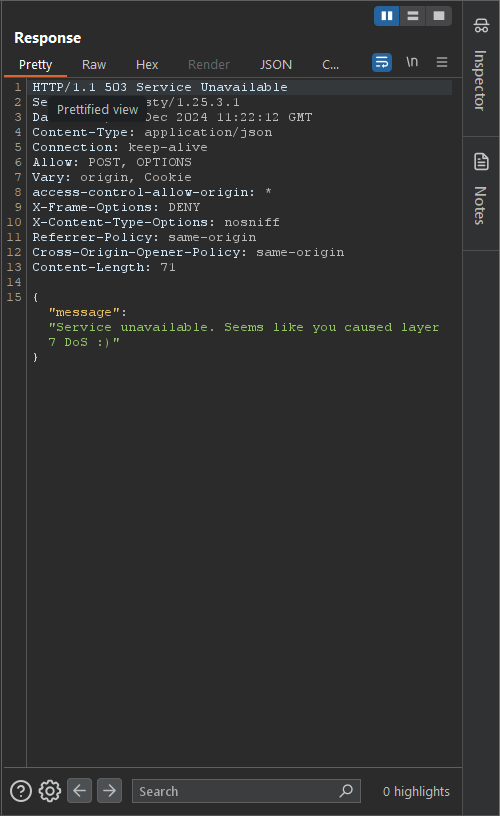 Response
Pretty Raw Hex Render JSON C... \n
1 HTTP/1.1 503 Service Unavailable
2 Se sty/1.25.3.1
3 Da Dec 2024 11:22:12 GMT
Prettified view
4 Content-Type: application/json
5 Connection: keep-alive
6 Allow: POST, OPTIONS
7 Vary: origin, Cookie
8 access-control-allow-origin: *
9 X-Frame-Options: DENY
10 X-Content-Type-Options: nosniff
11 Referrer-Policy: same-origin
12 Cross-Origin-Opener-Policy: same-origin
13 Content-Length: 71
14
15 {
"message":
"Service unavailable. Seems like you caused layer
7 DoS :)"
}
Search
0 highlights
Inspector
Notes